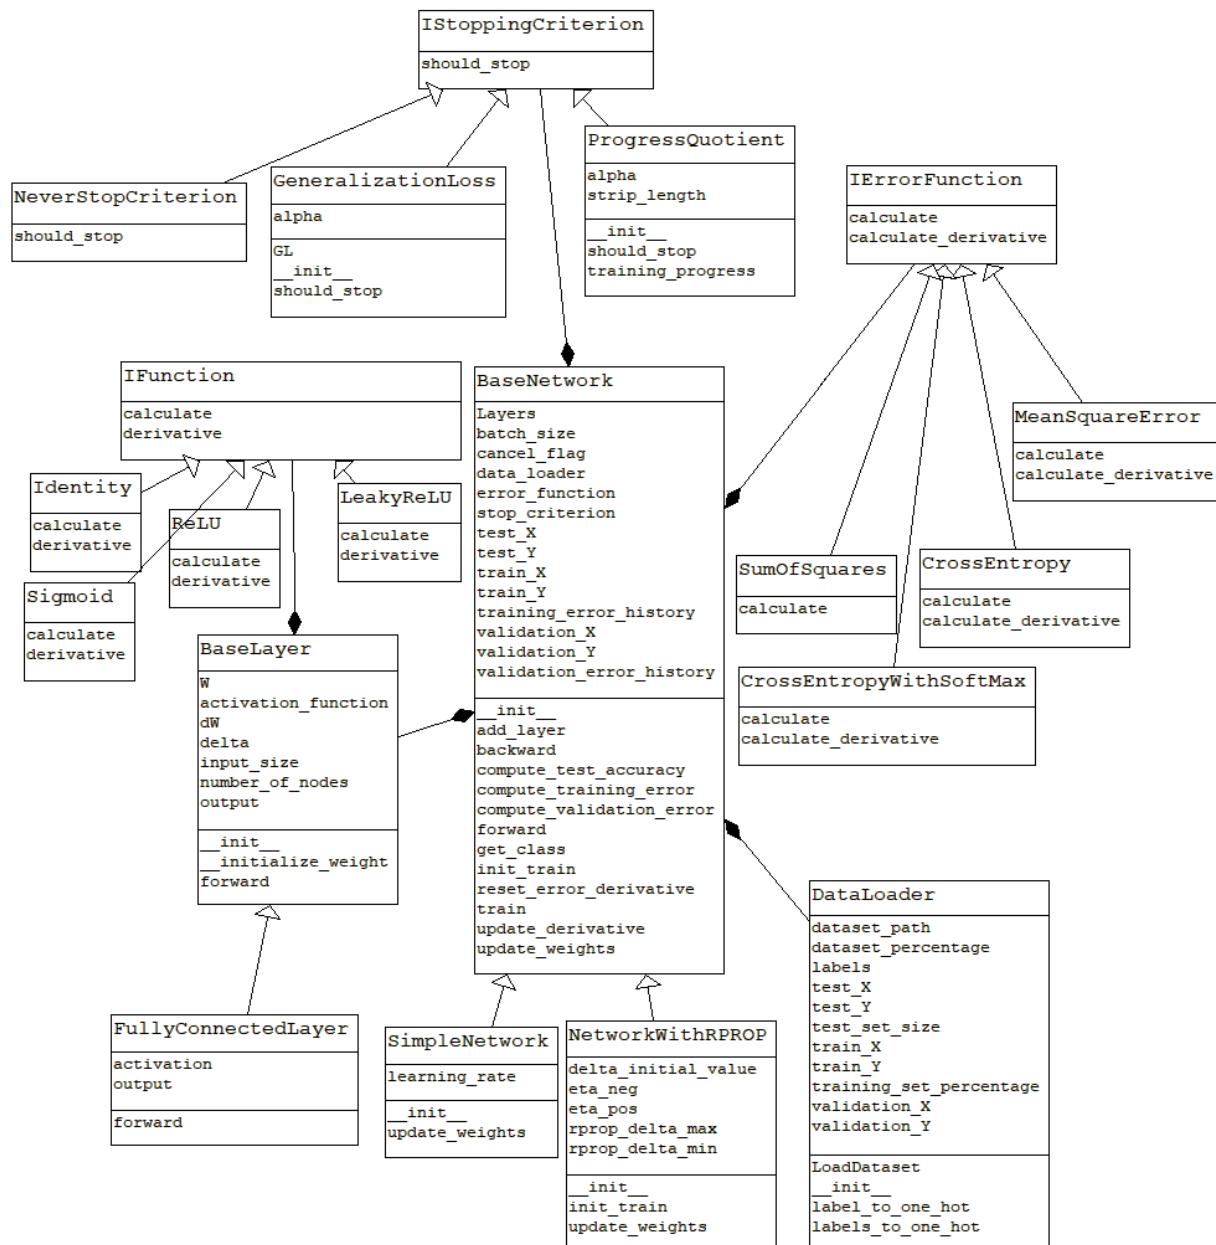 IStoppingCriterion
should_stop
ProgressQuotient
alpha
strip_length
__init__
should_stop
training_progress
GeneralizationLoss
alpha
GL
__init__
should_stop
NeverStopCriterion
should_stop
IErrorFunction
calculate
calculate_derivative
IFunction
calculate
derivative
BaseNetwork
Layers
batch_size
cancel_flag
data_loader
error_function
stop_criterion
test_X
test_Y
train_X
train_Y
training_error_history
validation_X
validation_Y
validation_error_history
__init__
add_layer
backward
compute_test_accuracy
compute_training_error
compute_validation_error
forward
get_class
init_train
reset_error_derivative
train
update_derivative
update_weights
MeanSquareError
calculate
calculate_derivative
Identity
calculate
derivative
ReLU
calculate
derivative
LeakyReLU
calculate
derivative
Sigmoid
calculate
derivative
SumOfSquares
calculate
CrossEntropy
calculate
calculate_derivative
BaseLayer
W
activation_function
dW
delta
input_size
number_of_nodes
output
__init__
__initialize_weight
forward
CrossEntropyWithSoftMax
calculate
calculate_derivative
DataLoader
dataset_path
dataset_percentage
labels
test_X
test_Y
test_set_size
train_X
train_Y
training_set_percentage
validation_X
validation_Y
LoadDataset
__init__
label_to_one_hot
labels_to_one_hot
FullyConnectedLayer
activation
output
forward
SimpleNetwork
learning_rate
__init__
update_weights
NetworkWithRPROP
delta_initial_value
eta_neg
eta_pos
rprop_delta_max
rprop_delta_min
__init__
init_train
update_weights